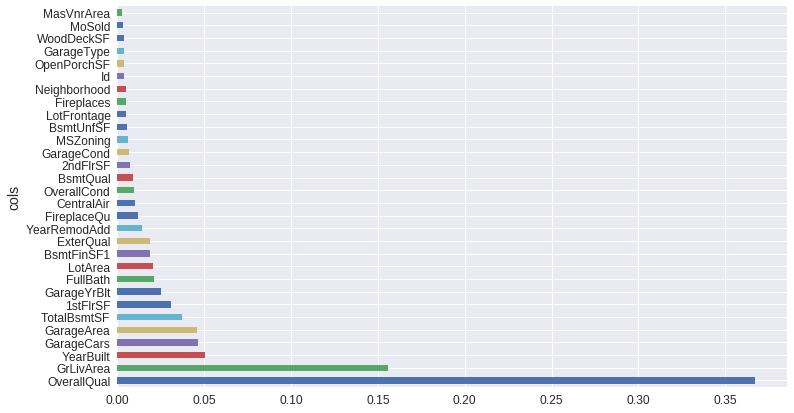 MasVnrArea
MoSold
WoodDeckSF
GarageType
OpenPorchSF
Id
Neighborhood
Fireplaces
LotFrontage
BsmtUnfSF
MSZoning
GarageCond
2ndFlrSF
BsmtQual
OverallCond
CentralAir
FireplaceQu
YearRemodAdd
ExterQual
BsmtFinSF1
LotArea
FullBath
GarageYrBlt
1stFlrSF
TotalBsmtSF
GarageArea
GarageCars
YearBuilt
GrLivArea
OverallQual
cols
0.00 0.05 0.10 0.15 0.20 0.25 0.30 0.35